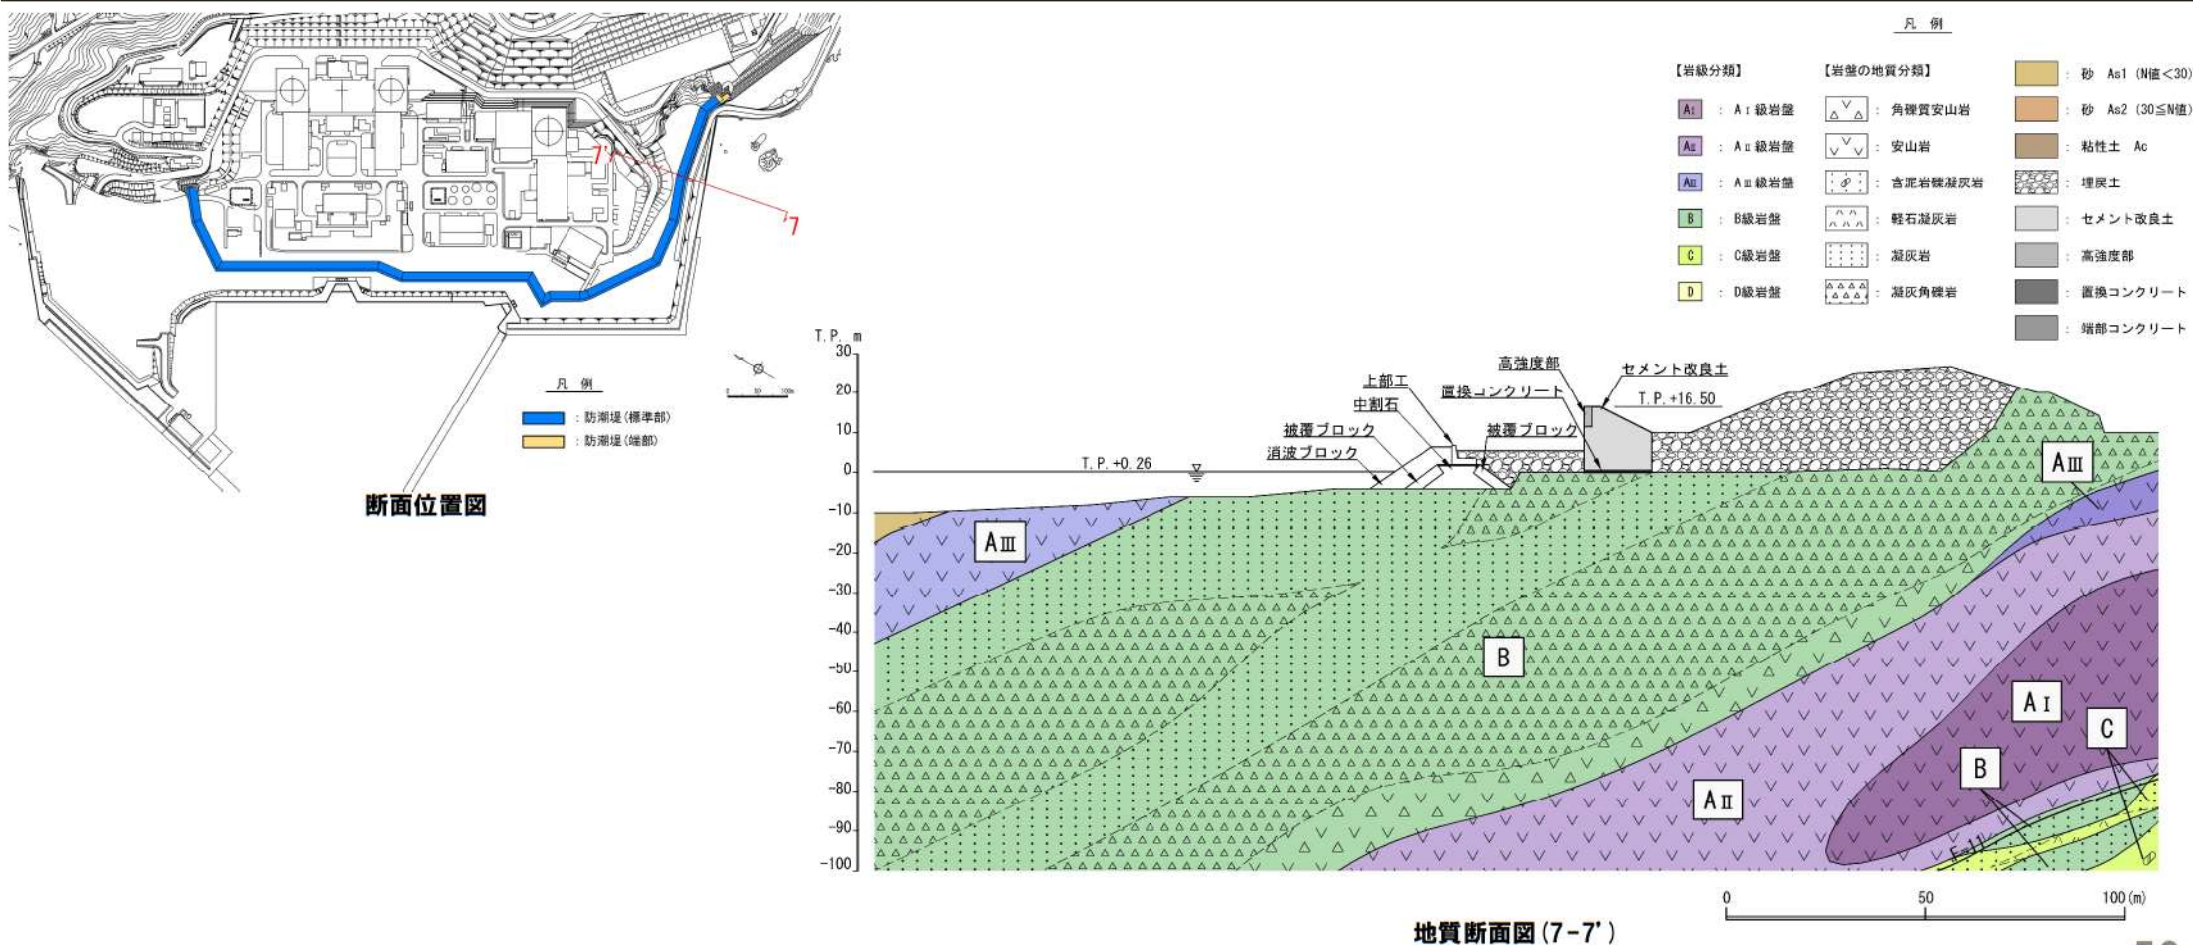 7'
'7
0 50 100m
凡 例
：防潮堤(標準部)
：防潮堤(端部)
断面位置図
凡 例
【岩級分類】
AⅠ ： AⅠ級岩盤
AⅡ ： AⅡ級岩盤
AⅢ ： AⅢ級岩盤
B ： B級岩盤
C ： C級岩盤
D ： D級岩盤
【岩盤の地質分類】
： 角礫質安山岩
： 安山岩
： 含泥岩礫凝灰岩
： 軽石凝灰岩
： 凝灰岩
： 凝灰角礫岩
： 砂 As1 (N値＜30)
： 砂 As2 (30≦N値)
： 粘性土 Ac
： 埋戻土
： セメント改良土
： 高強度部
： 置換コンクリート
： 端部コンクリート
T.P. m
30
20
10
0
-10
-20
-30
-40
-50
-60
-70
-80
-90
-100
高強度部
セメント改良土
上部工
置換コンクリート
T.P.+16.50
中割石
被覆ブロック
被覆ブロック
消波ブロック
T.P.+0.26
AⅢ
AⅢ
B
AⅠ
C
B
AⅡ
F-11
0 50 100(m)
地質断面図(7-7')